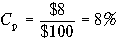 Cₚ = $8 / $100 = 8%